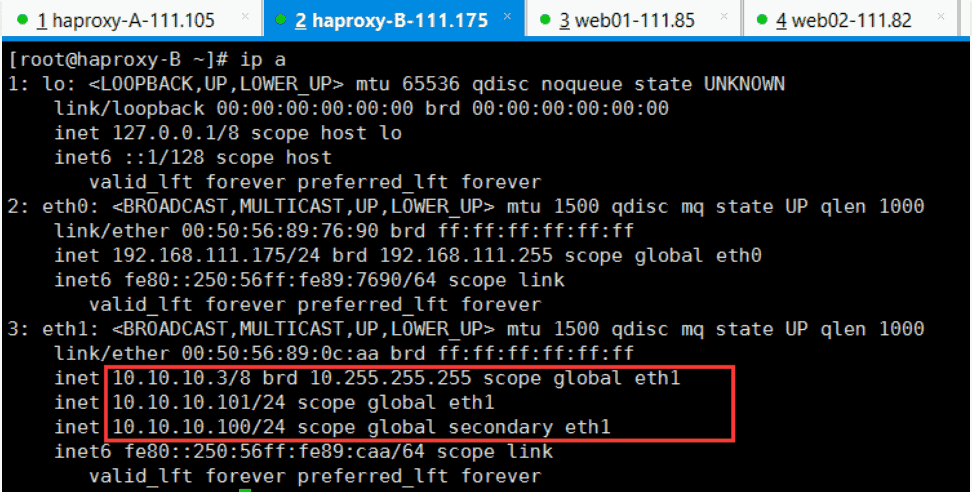 1 haproxy-A-111.105 × 2 haproxy-B-111.175 × 3 web01-111.85 × 4 web02-111.82 ×
[root@haproxy-B ~]# ip a
1: lo: <LOOPBACK,UP,LOWER_UP> mtu 65536 qdisc noqueue state UNKNOWN
    link/loopback 00:00:00:00:00:00 brd 00:00:00:00:00:00
    inet 127.0.0.1/8 scope host lo
    inet6 ::1/128 scope host
       valid_lft forever preferred_lft forever
2: eth0: <BROADCAST,MULTICAST,UP,LOWER_UP> mtu 1500 qdisc mq state UP qlen 1000
    link/ether 00:50:56:89:76:90 brd ff:ff:ff:ff:ff:ff
    inet 192.168.111.175/24 brd 192.168.111.255 scope global eth0
    inet6 fe80::250:56ff:fe89:7690/64 scope link
       valid_lft forever preferred_lft forever
3: eth1: <BROADCAST,MULTICAST,UP,LOWER_UP> mtu 1500 qdisc mq state UP qlen 1000
    link/ether 00:50:56:89:0c:aa brd ff:ff:ff:ff:ff:ff
    inet 10.10.10.3/8 brd 10.255.255.255 scope global eth1
    inet 10.10.10.101/24 scope global eth1
    inet 10.10.10.100/24 scope global secondary eth1
    inet6 fe80::250:56ff:fe89:caa/64 scope link
       valid_lft forever preferred_lft forever